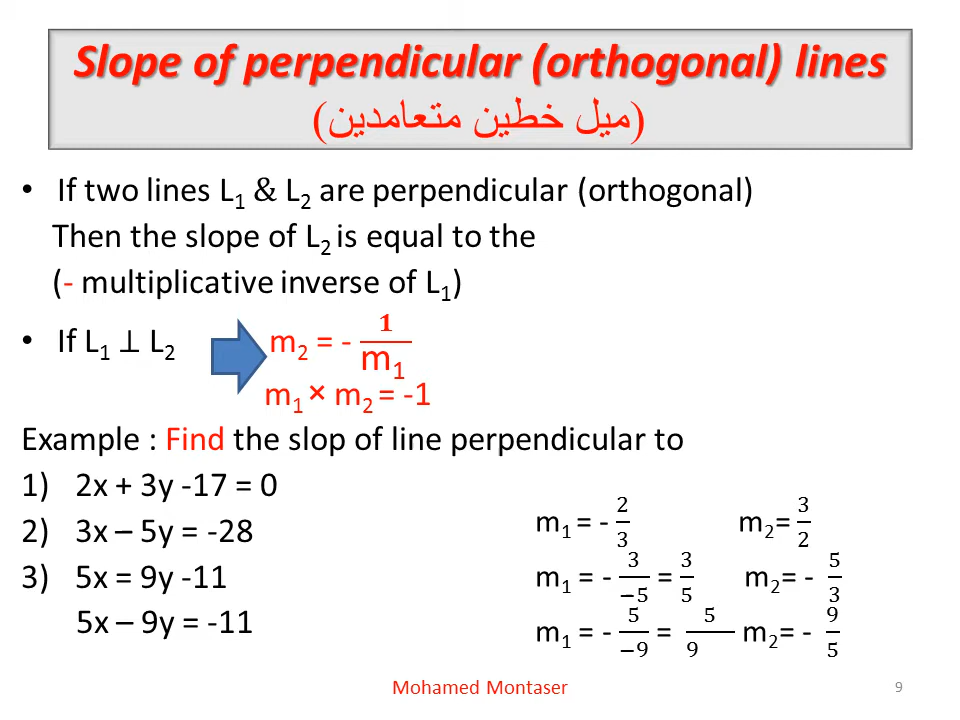 Slope of perpendicular (orthogonal) lines
(ميل خطين متعامدين)
• If two lines L₁ & L₂ are perpendicular (orthogonal)
Then the slope of L₂ is equal to the
(- multiplicative inverse of L₁)
• If L₁ ⊥ L₂ m₂ = - 1/m₁
m₁ × m₂ = -1
Example : Find the slop of line perpendicular to
1) 2x + 3y -17 = 0
2) 3x – 5y = -28
3) 5x = 9y -11
5x – 9y = -11
m₁ = - 2/3 m₂= 3/2
m₁ = - 3/−5 = 3/5 m₂= - 5/3
m₁ = - 5/−9 = 5/9 m₂= - 9/5
Mohamed Montaser
9